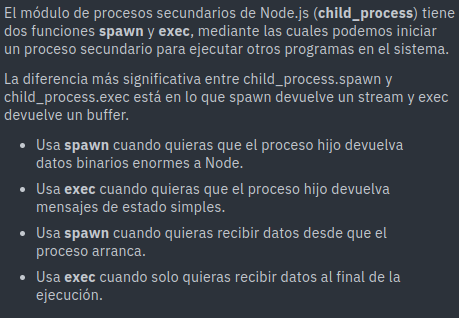 El módulo de procesos secundarios de Node.js (child_process) tiene
dos funciones spawn y exec, mediante las cuales podemos iniciar
un proceso secundario para ejecutar otros programas en el sistema.
La diferencia más significativa entre child_process.spawn y
child_process.exec está en lo que spawn devuelve un stream y exec
devuelve un buffer.
• Usa spawn cuando quieras que el proceso hijo devuelva
datos binarios enormes a Node.
• Usa exec cuando quieras que el proceso hijo devuelva
mensajes de estado simples.
• Usa spawn cuando quieras recibir datos desde que el
proceso arranca.
• Usa exec cuando solo quieras recibir datos al final de la
ejecución.